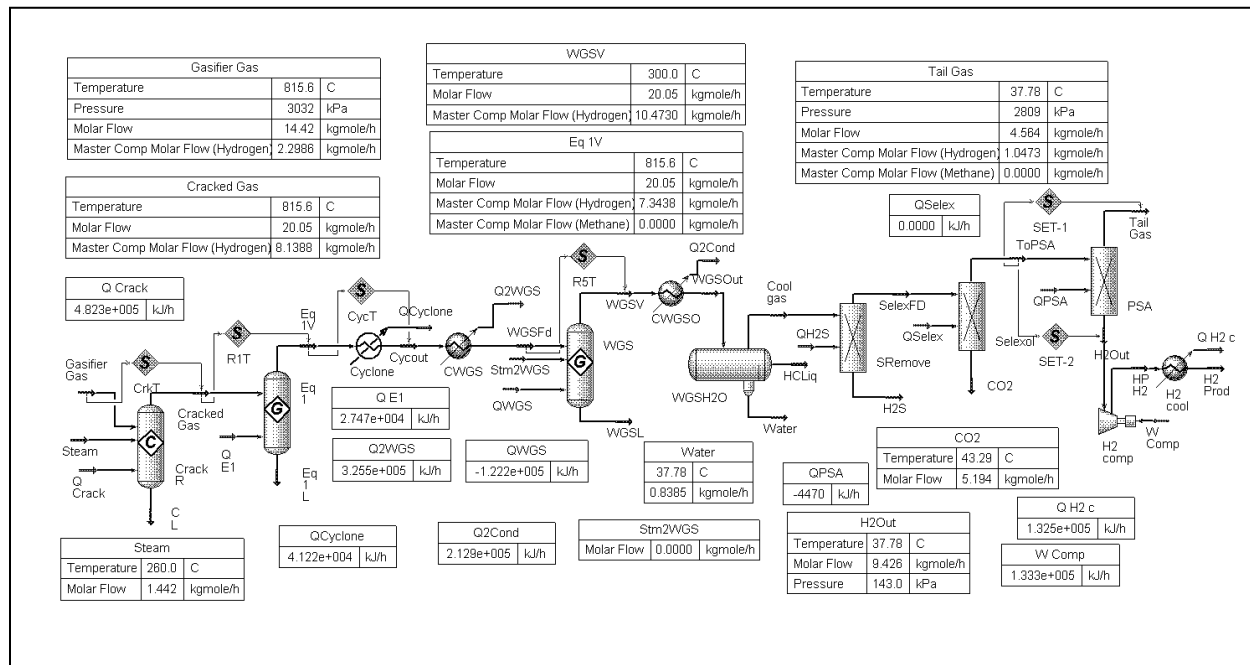 Gasifier Gas
Temperature 815.6 C
Pressure 3032 kPa
Molar Flow 14.42 kgmole/h
Master Comp Molar Flow (Hydrogen) 2.2986 kgmole/h
WGSV
Temperature 300.0 C
Molar Flow 20.05 kgmole/h
Master Comp Molar Flow (Hydrogen) 10.4730 kgmole/h
Tail Gas
Temperature 37.78 C
Pressure 2809 kPa
Molar Flow 4.564 kgmole/h
Master Comp Molar Flow (Hydrogen) 1.0473 kgmole/h
Master Comp Molar Flow (Methane) 0.0000 kgmole/h
Cracked Gas
Temperature 815.6 C
Molar Flow 20.05 kgmole/h
Master Comp Molar Flow (Hydrogen) 8.1388 kgmole/h
Eq 1V
Temperature 815.6 C
Molar Flow 20.05 kgmole/h
Master Comp Molar Flow (Hydrogen) 7.3438 kgmole/h
Master Comp Molar Flow (Methane) 0.0000 kgmole/h
QSelex
0.0000 kJ/h
Q Crack
4.823e+005 kJ/h
S
CrkT
S
R1T
S
CycT
S
R5T
S
SET-1
S
SET-2
Gasifier
Gas
Steam
Q
Crack
C
Crack
R
C
L
Cracked
Gas
Eq
1V
G
Eq
1
Q
E1
Eq
1
L
QCyclone
Cyclone
Cycout
Q2WGS
CWGS
WGSFd
Stm2WGS
QWGS
G
WGS
WGSL
WGSV
Q2Cond
CWGSO
WGSOut
WGSH2O
Cool
gas
HCLiq
Water
QH2S
SRemove
H2S
SelexFD
QSelex
Selexol
CO2
ToPSA
QPSA
PSA
Tail
Gas
H2Out
H2
comp
W
Comp
HP
H2
Q H2 c
H2
cool
H2
Prod
Q E1
2.747e+004 kJ/h
Q2WGS
3.255e+005 kJ/h
QWGS
-1.222e+005 kJ/h
Water
37.78 C
0.8385 kgmole/h
CO2
Temperature 43.29 C
Molar Flow 5.194 kgmole/h
QPSA
-4470 kJ/h
Q H2 c
1.325e+005 kJ/h
W Comp
1.333e+005 kJ/h
QCyclone
4.122e+004 kJ/h
Q2Cond
2.129e+005 kJ/h
Stm2WGS
Molar Flow 0.0000 kgmole/h
H2Out
Temperature 37.78 C
Molar Flow 9.426 kgmole/h
Pressure 143.0 kPa
Steam
Temperature 260.0 C
Molar Flow 1.442 kgmole/h